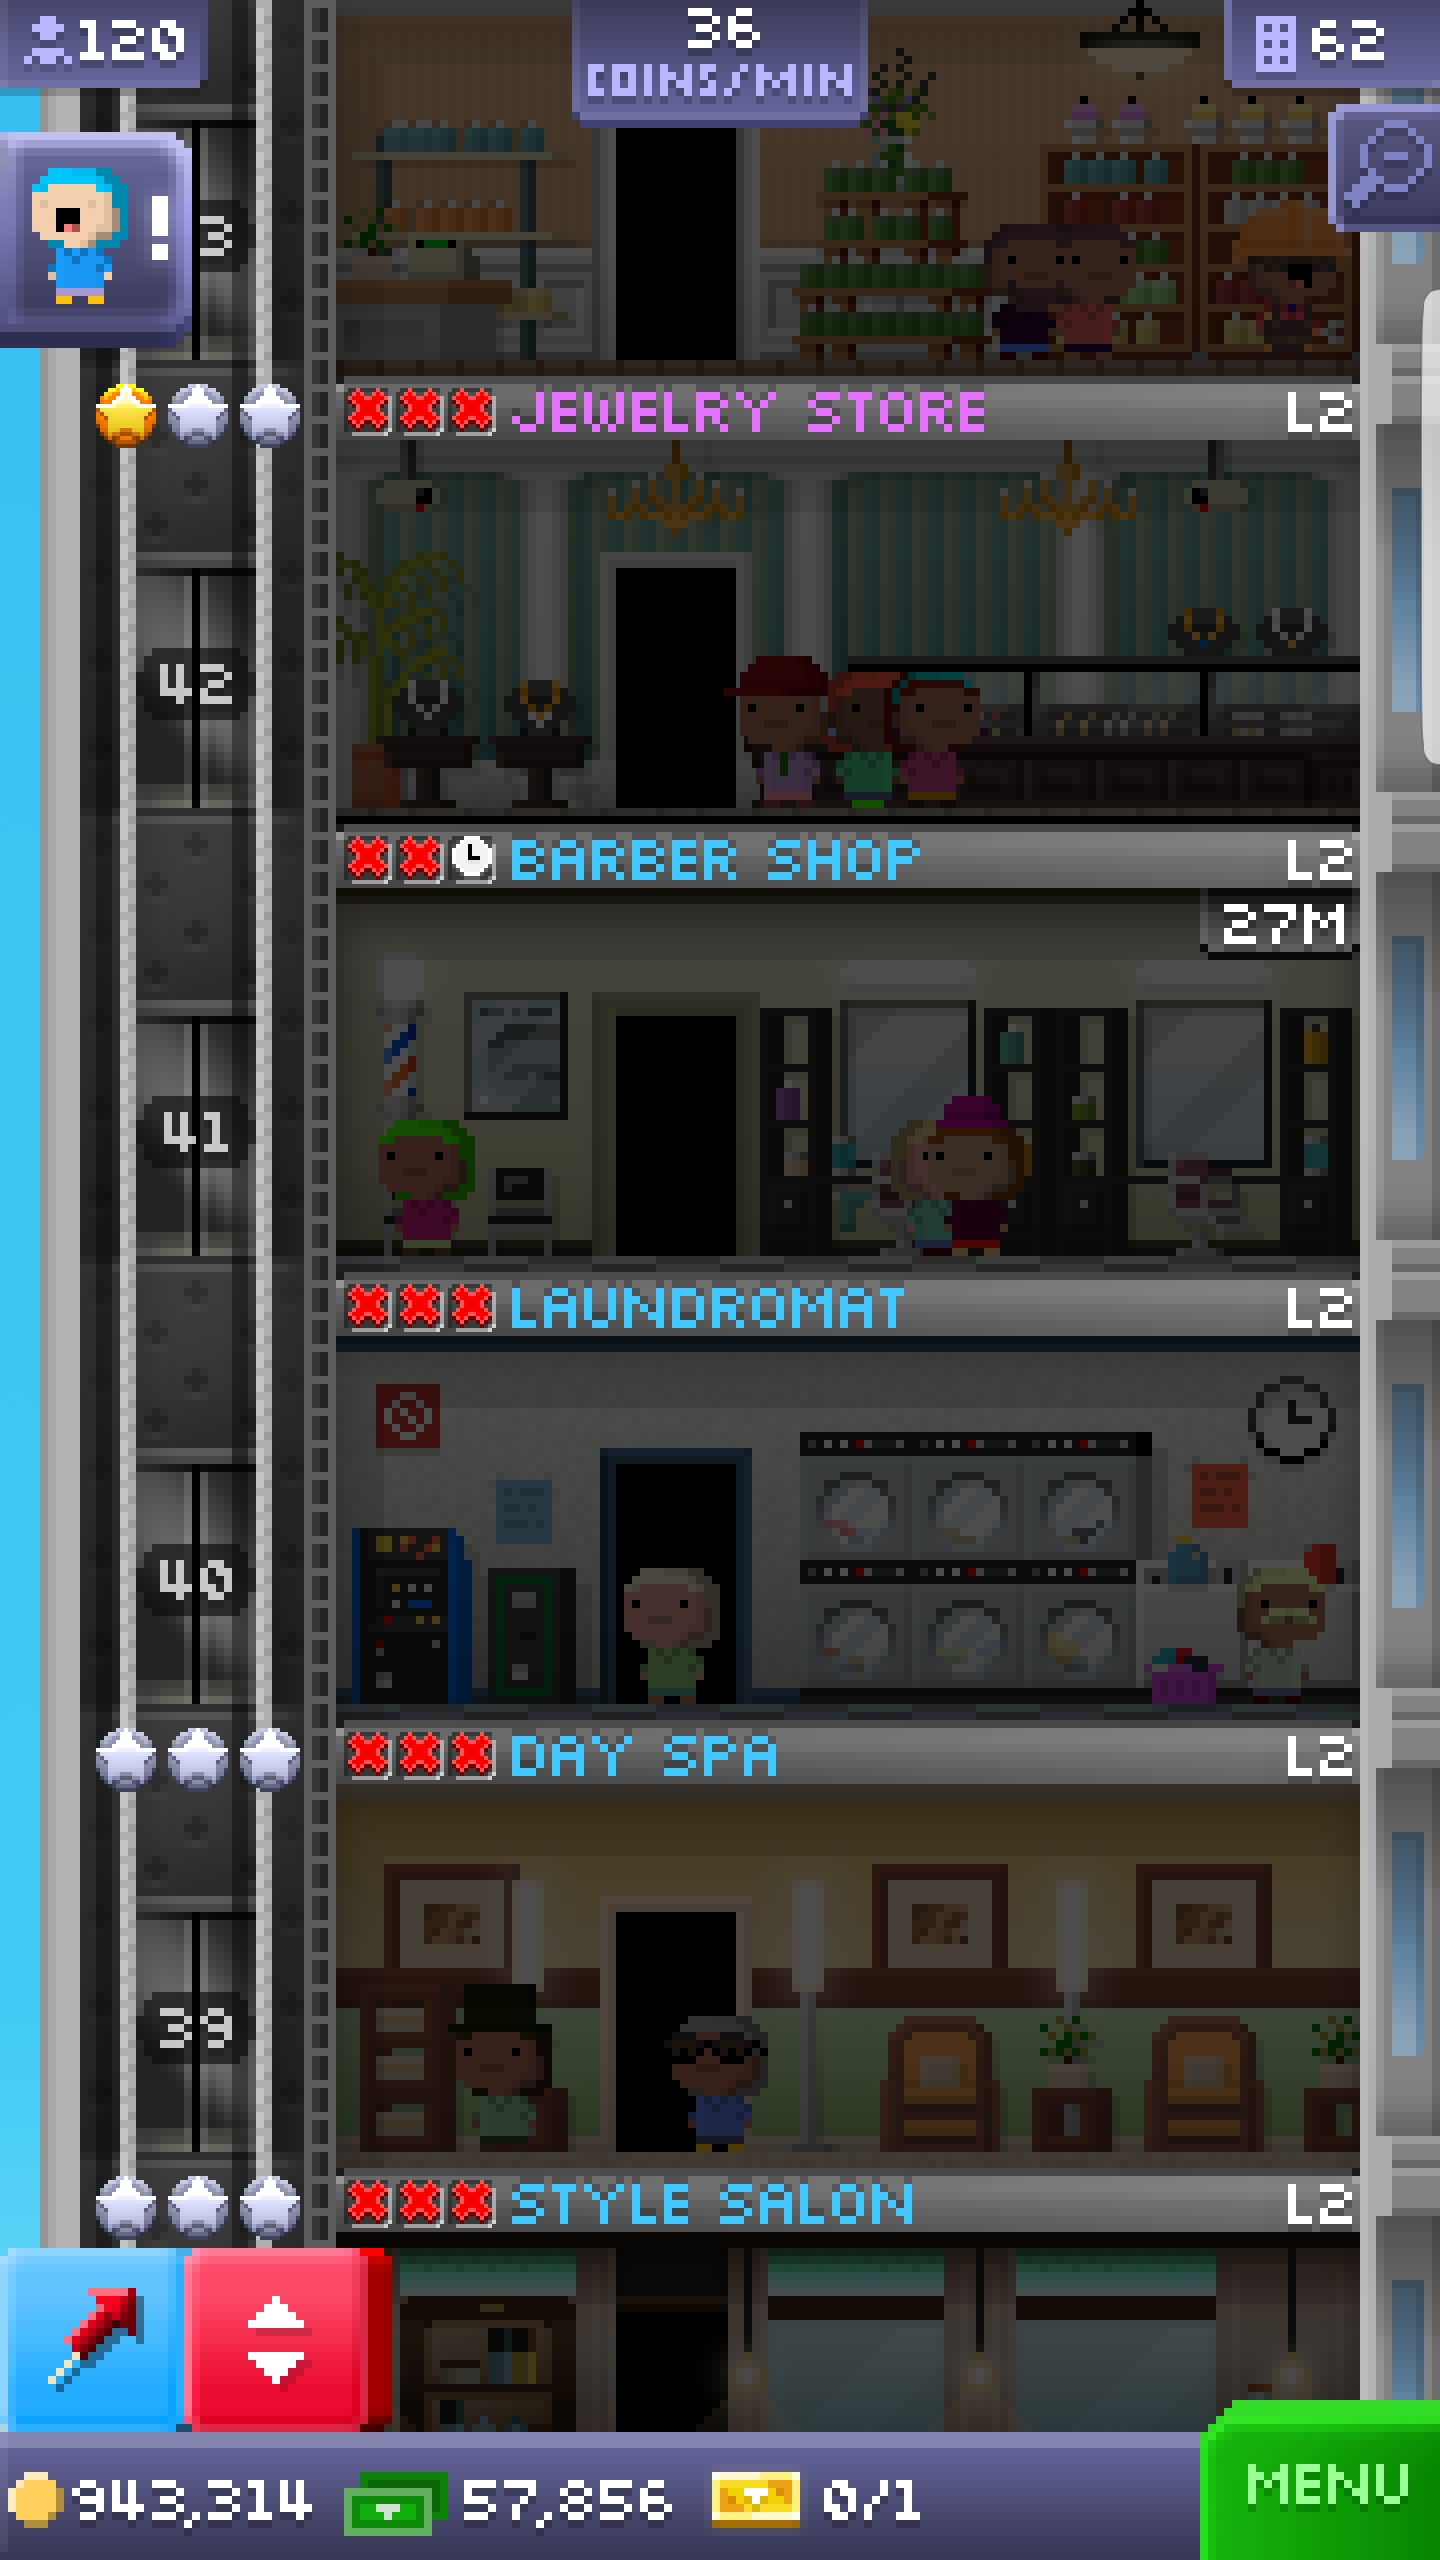 120
36
COINS/MIN
62
!
3
JEWELRY STORE L2
42
BARBER SHOP L2
27M
41
LAUNDROMAT L2
40
DAY SPA L2
39
STYLE SALON L2
943,314 57,856 0/1
MENU